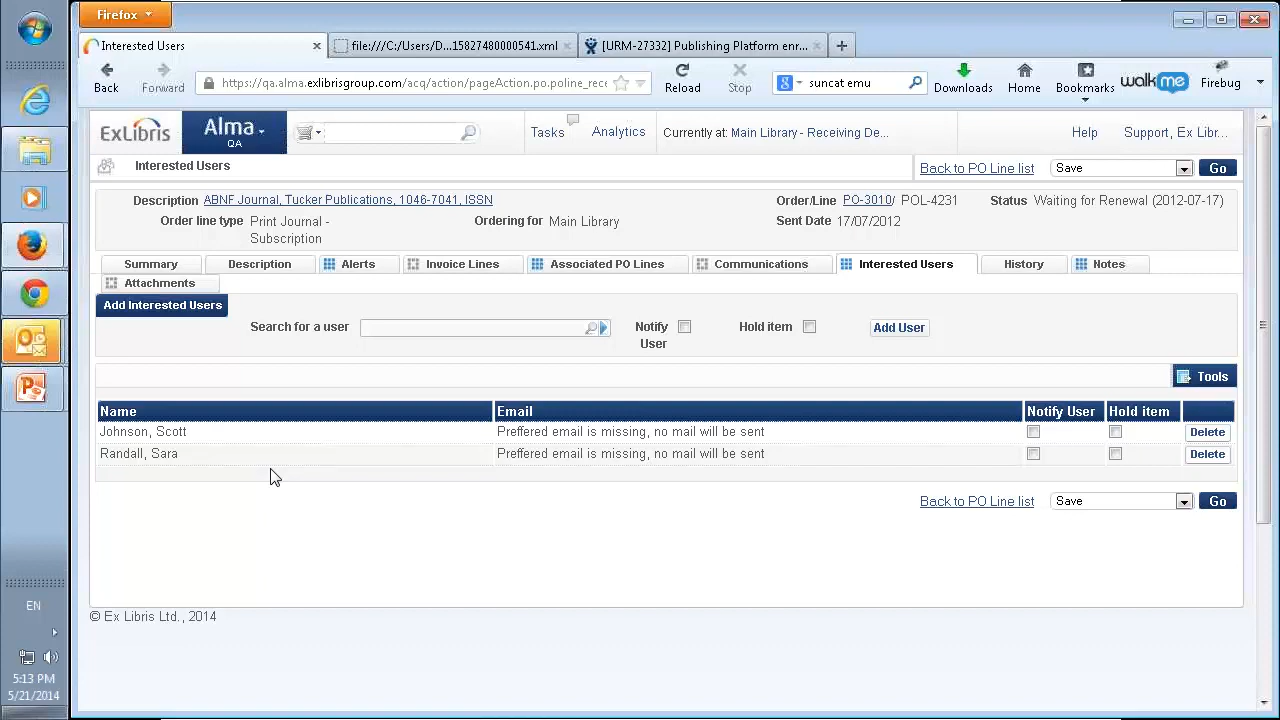 Firefox
Interested Users
file:///C:/Users/D...15827480000541.xml
[URM-27332] Publishing Platform e-r...
Back
Forward
https://qa.alma.exlibrisgroup.com/acq/action/pageAction.po.poline_rece
Reload
Stop
suncat emu
Downloads
Home
Bookmarks
walkme
Firebug
ExLibris
Alma
QA
Tasks
Analytics
Currently at: Main Library - Receiving De...
Help
Support, Ex Libr...
Interested Users
Back to PO Line list
Save
Go
Description ABNF Journal, Tucker Publications, 1046-7041, ISSN
Order/Line PO-3010/ POL-4231
Status Waiting for Renewal (2012-07-17)
Order line type Print Journal - Subscription
Ordering for Main Library
Sent Date 17/07/2012
Summary
Description
Alerts
Invoice Lines
Associated PO Lines
Communications
Interested Users
History
Notes
Attachments
Add Interested Users
Search for a user
Notify User
Hold item
Add User
Tools
Name Email Notify User Hold item
Johnson, Scott Preffered email is missing, no mail will be sent Delete
Randall, Sara Preffered email is missing, no mail will be sent Delete
Back to PO Line list
Save
Go
© Ex Libris Ltd., 2014
EN
5:13 PM
5/21/2014